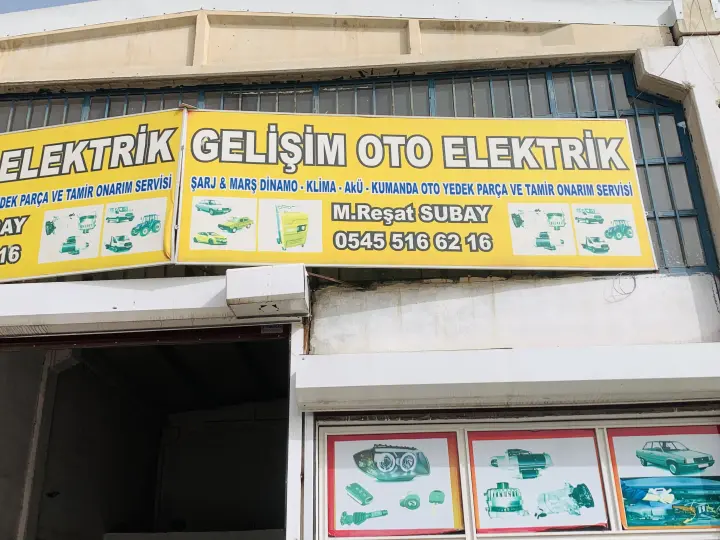 ELEKTRİK
DEK PARÇA VE TAMİR ONARIM SERVİSİ
BAY
16
GELİŞİM OTO ELEKTRİK
ŞARJ & MARŞ DİNAMO - KLİMA - AKÜ - KUMANDA OTO YEDEK PARÇA VE TAMİR ONARIM SERVİSİ
M.Reşat SUBAY
0545 516 62 16